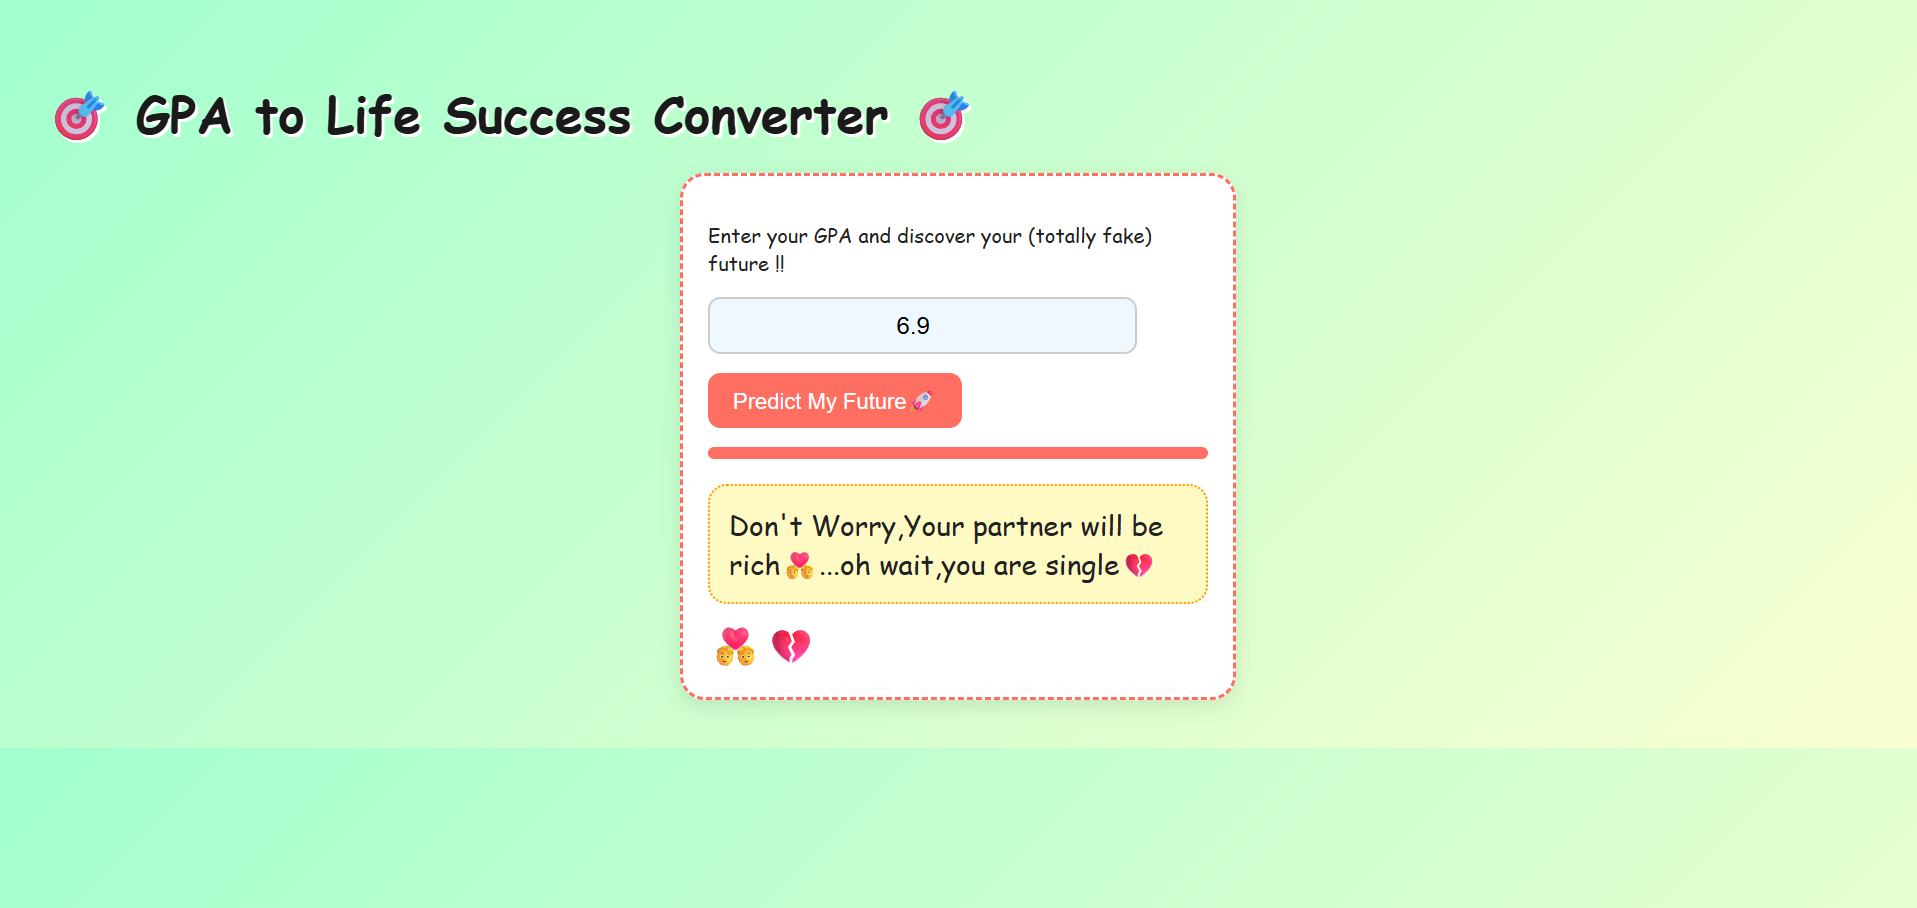 🎯 GPA to Life Success Converter 🎯
Enter your GPA and discover your (totally fake)
future !!
6.9
Predict My Future 🚀
Don't Worry,Your partner will be
rich 💏 ...oh wait,you are single 💔
💏 💔